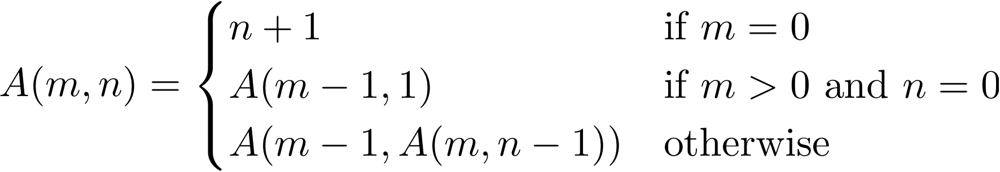 n + 1 if m = 0
A(m, n) = { A(m − 1, 1) if m > 0 and n = 0
A(m − 1, A(m, n − 1)) otherwise